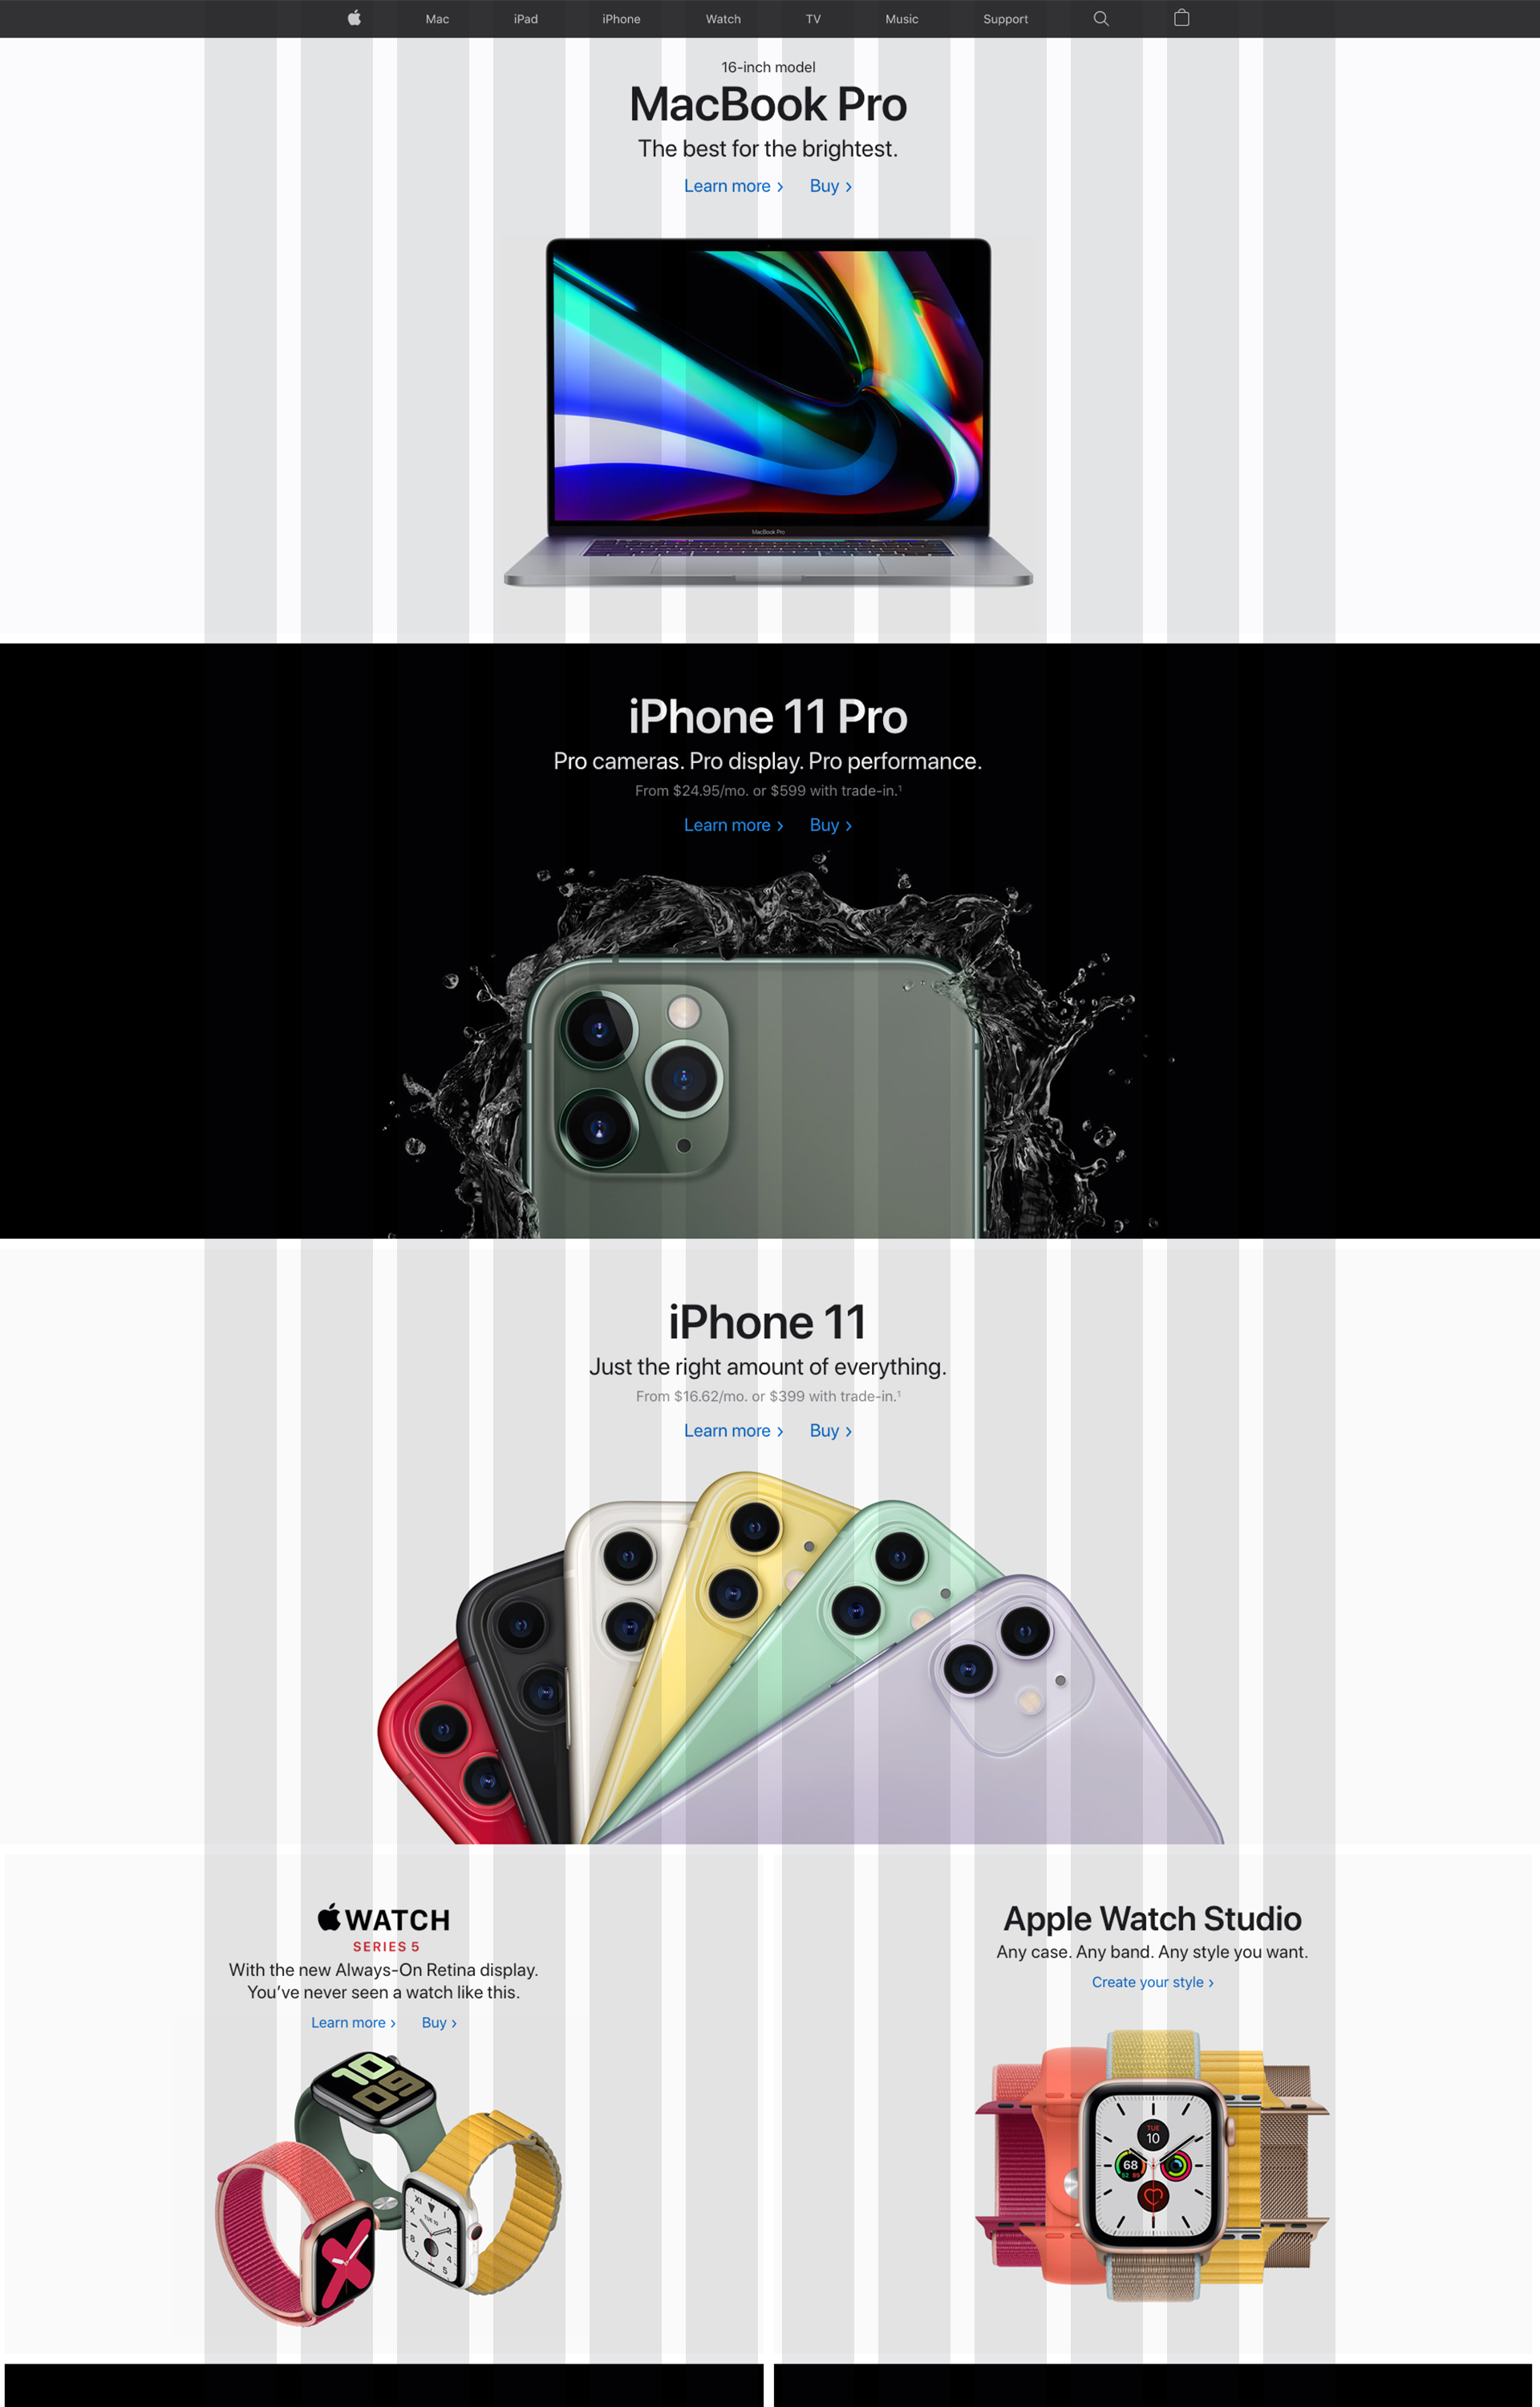 Mac iPad iPhone Watch TV Music Support
16-inch model
MacBook Pro
The best for the brightest.
Learn more › Buy ›
MacBook Pro
iPhone 11 Pro
Pro cameras. Pro display. Pro performance.
From $24.95/mo. or $599 with trade-in.¹
Learn more › Buy ›
iPhone 11
Just the right amount of everything.
From $16.62/mo. or $399 with trade-in.¹
Learn more › Buy ›
WATCH
SERIES 5
With the new Always-On Retina display.
You’ve never seen a watch like this.
Learn more › Buy ›
10
09
Apple Watch Studio
Any case. Any band. Any style you want.
Create your style ›
TUE
10
68